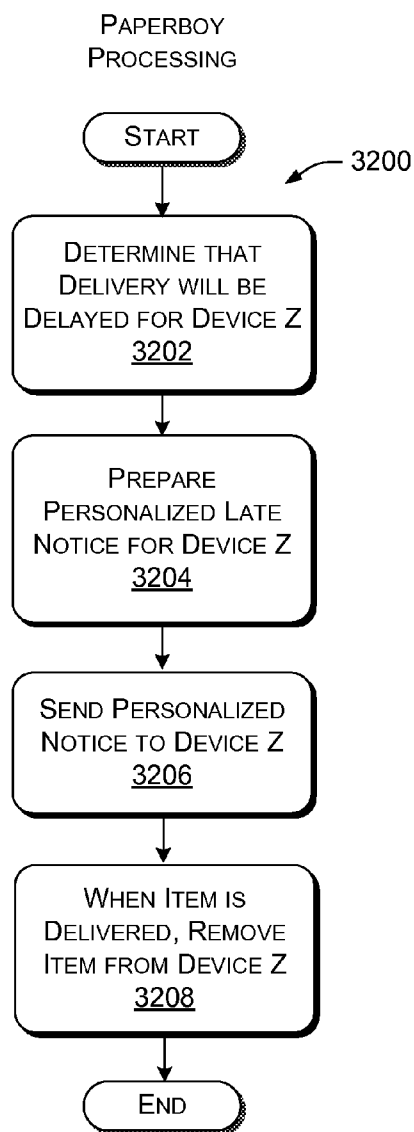 PAPERBOY
PROCESSING
START
3200
DETERMINE THAT
DELIVERY WILL BE
DELAYED FOR DEVICE Z
3202
PREPARE
PERSONALIZED LATE
NOTICE FOR DEVICE Z
3204
SEND PERSONALIZED
NOTICE TO DEVICE Z
3206
WHEN ITEM IS
DELIVERED, REMOVE
ITEM FROM DEVICE Z
3208
END